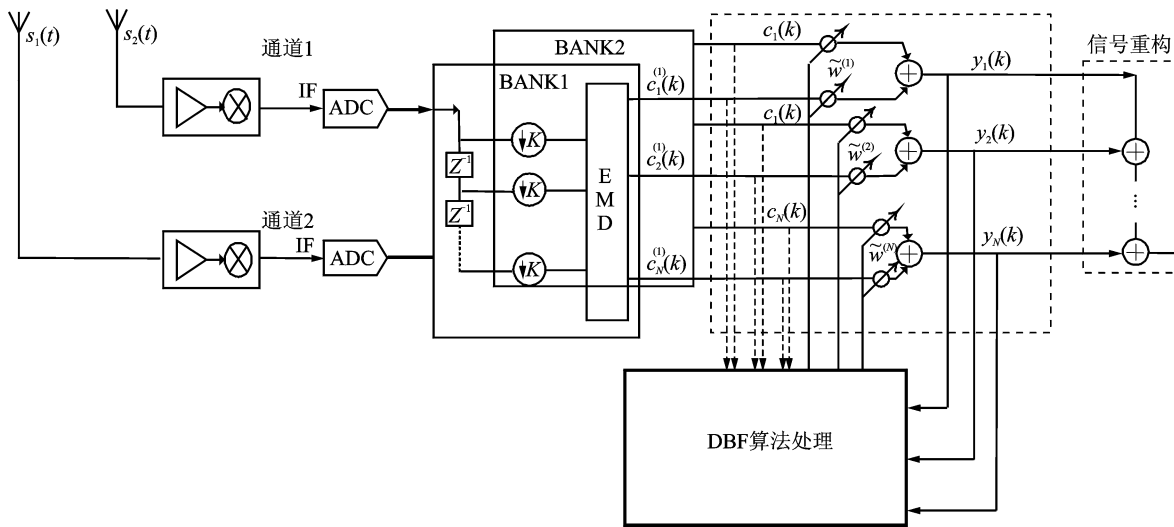 s₁(t)
s₂(t)
通道1
IF
ADC
通道2
IF
ADC
BANK2
BANK1
Z⁻¹
Z⁻¹
↓K
↓K
↓K
EMD
c₁(k)
c₁⁽¹⁾(k)
c₁(k)
c₂⁽¹⁾(k)
c_N(k)
c_N⁽¹⁾(k)
w̃⁽¹⁾
w̃⁽²⁾
w̃⁽ᴺ⁾
y₁(k)
y₂(k)
y_N(k)
信号重构
DBF算法处理